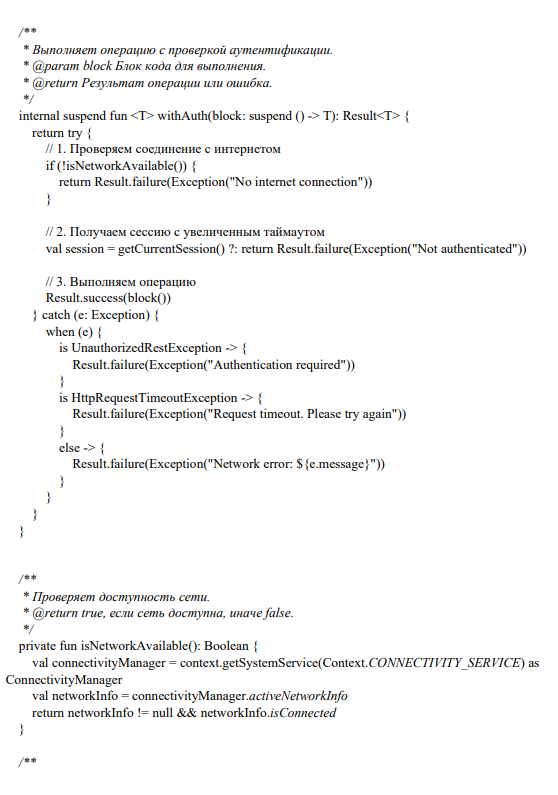 /**
 * Выполняет операцию с проверкой аутентификации.
 * @param block Блок кода для выполнения.
 * @return Результат операции или ошибка.
 */
internal suspend fun <T> withAuth(block: suspend () -> T): Result<T> {
    return try {
        // 1. Проверяем соединение с интернетом
        if (!isNetworkAvailable()) {
            return Result.failure(Exception("No internet connection"))
        }

        // 2. Получаем сессию с увеличенным таймаутом
        val session = getCurrentSession() ?: return Result.failure(Exception("Not authenticated"))

        // 3. Выполняем операцию
        Result.success(block())
    } catch (e: Exception) {
        when (e) {
            is UnauthorizedRestException -> {
                Result.failure(Exception("Authentication required"))
            }
            is HttpRequestTimeoutException -> {
                Result.failure(Exception("Request timeout. Please try again"))
            }
            else -> {
                Result.failure(Exception("Network error: ${e.message}"))
            }
        }
    }
}

/**
 * Проверяет доступность сети.
 * @return true, если сеть доступна, иначе false.
 */
private fun isNetworkAvailable(): Boolean {
    val connectivityManager = context.getSystemService(Context.CONNECTIVITY_SERVICE) as
ConnectivityManager
    val networkInfo = connectivityManager.activeNetworkInfo
    return networkInfo != null && networkInfo.isConnected
}

/**